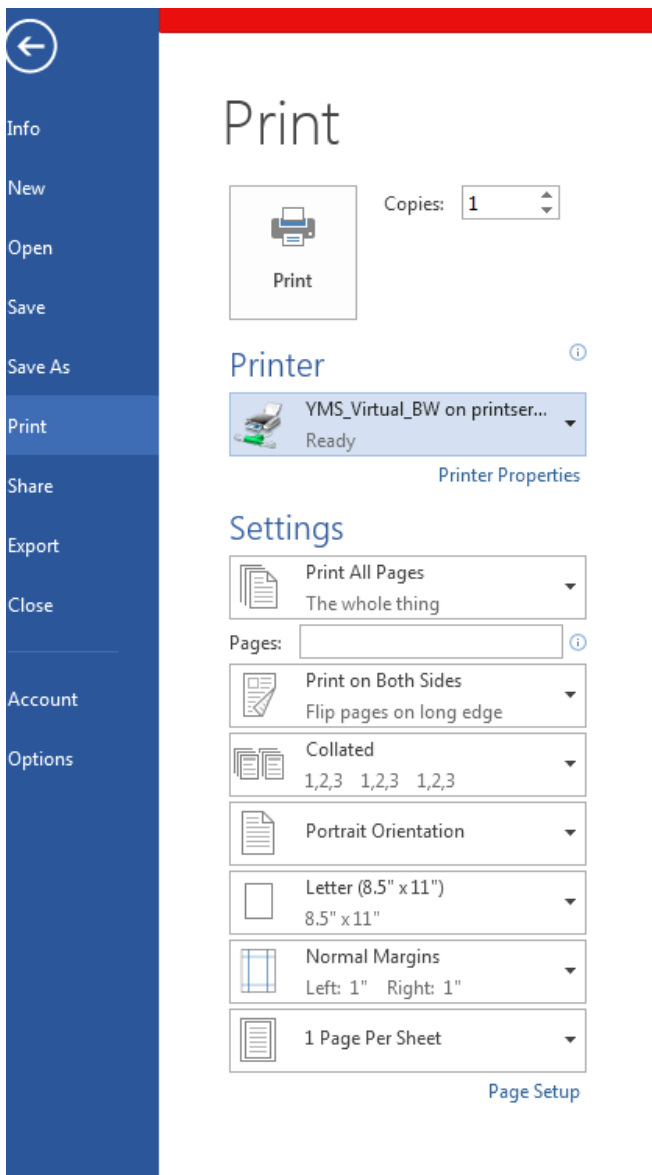 Info
New
Open
Save
Save As
Print
Share
Export
Close
Account
Options
Print
Print
Copies: 1
Printer
YMS_Virtual_BW on printser...
Ready
Printer Properties
Settings
Print All Pages
The whole thing
Pages:
Print on Both Sides
Flip pages on long edge
Collated
1,2,3 1,2,3 1,2,3
Portrait Orientation
Letter (8.5" x 11")
8.5" x 11"
Normal Margins
Left: 1" Right: 1"
1 Page Per Sheet
Page Setup